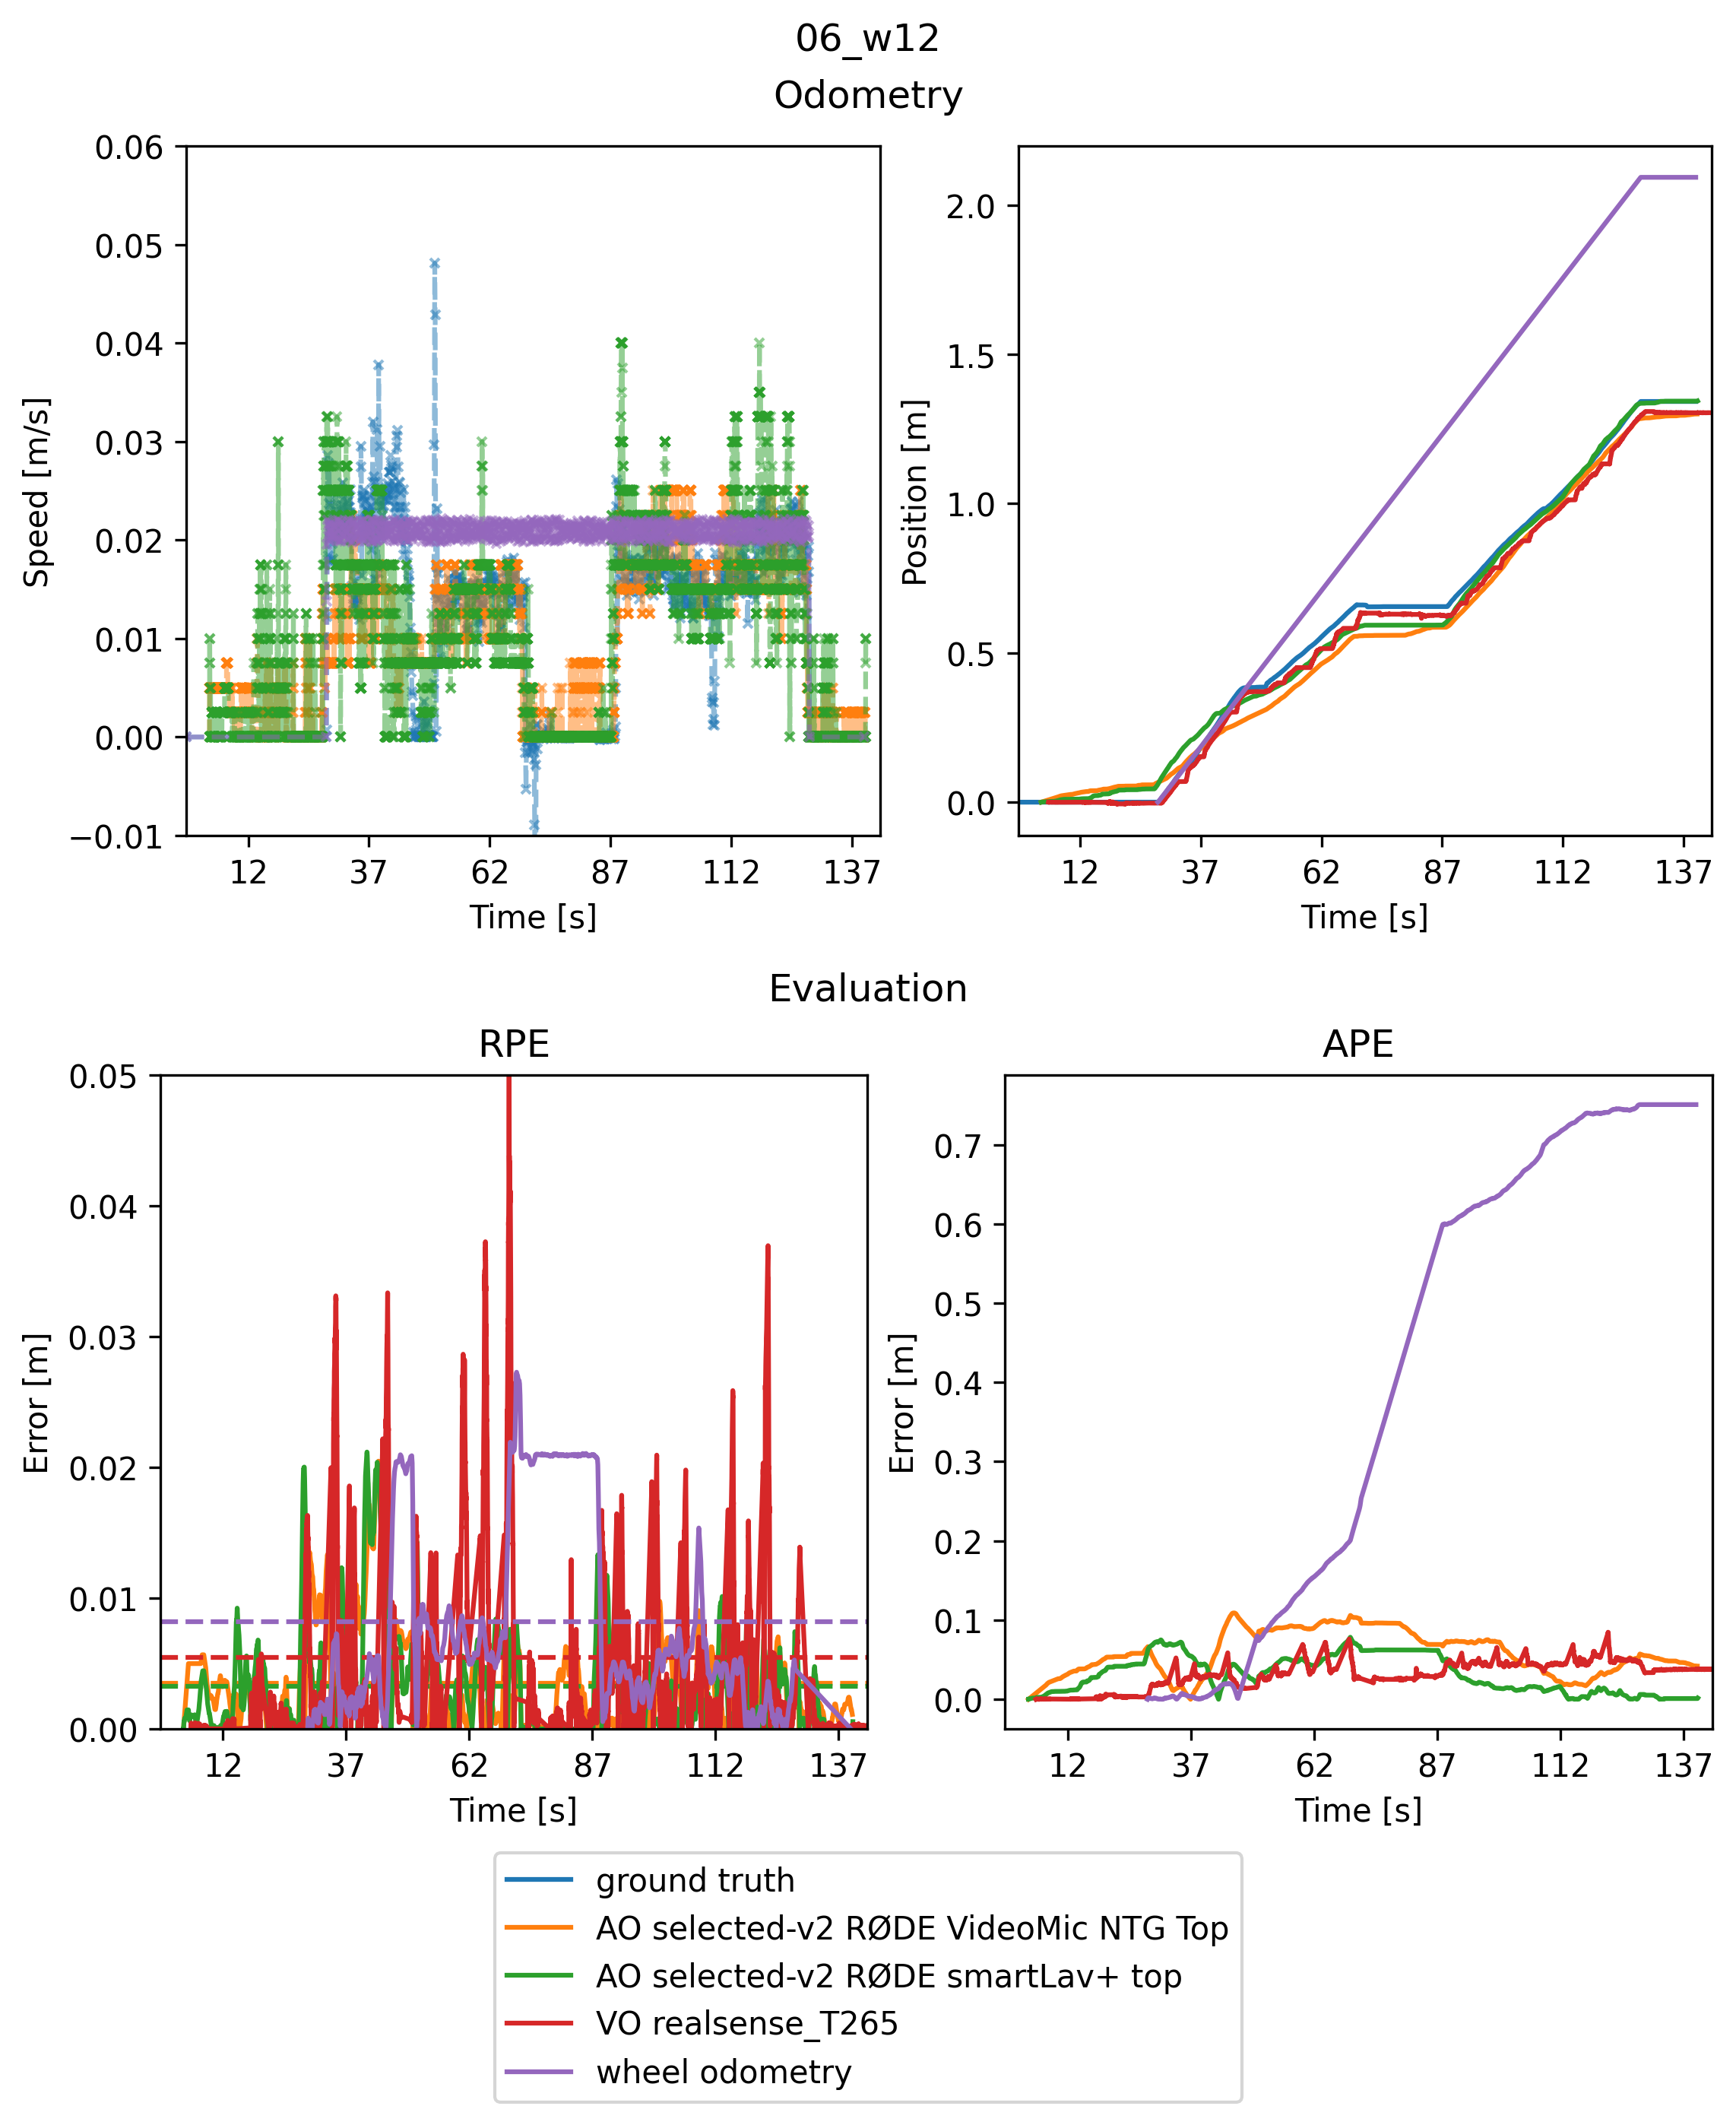 06_w12
Odometry
0.06
0.05
0.04
0.03
0.02
0.01
0.00
−0.01
Speed [m/s]
12 37 62 87 112 137
Time [s]
2.0
1.5
1.0
0.5
0.0
Position [m]
12 37 62 87 112 137
Time [s]
Evaluation
RPE
0.05
0.04
0.03
0.02
0.01
0.00
Error [m]
12 37 62 87 112 137
Time [s]
APE
0.7
0.6
0.5
0.4
0.3
0.2
0.1
0.0
Error [m]
12 37 62 87 112 137
Time [s]
ground truth
AO selected-v2 RØDE VideoMic NTG Top
AO selected-v2 RØDE smartLav+ top
VO realsense_T265
wheel odometry